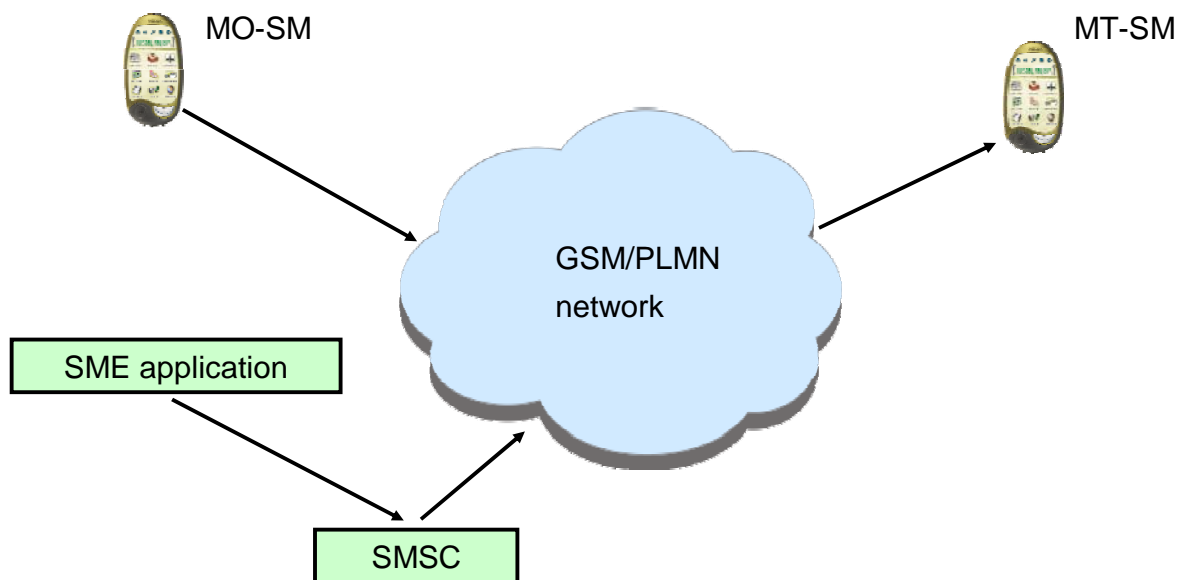 MO-SM
MT-SM
GSM/PLMN
network
SME application
SMSC